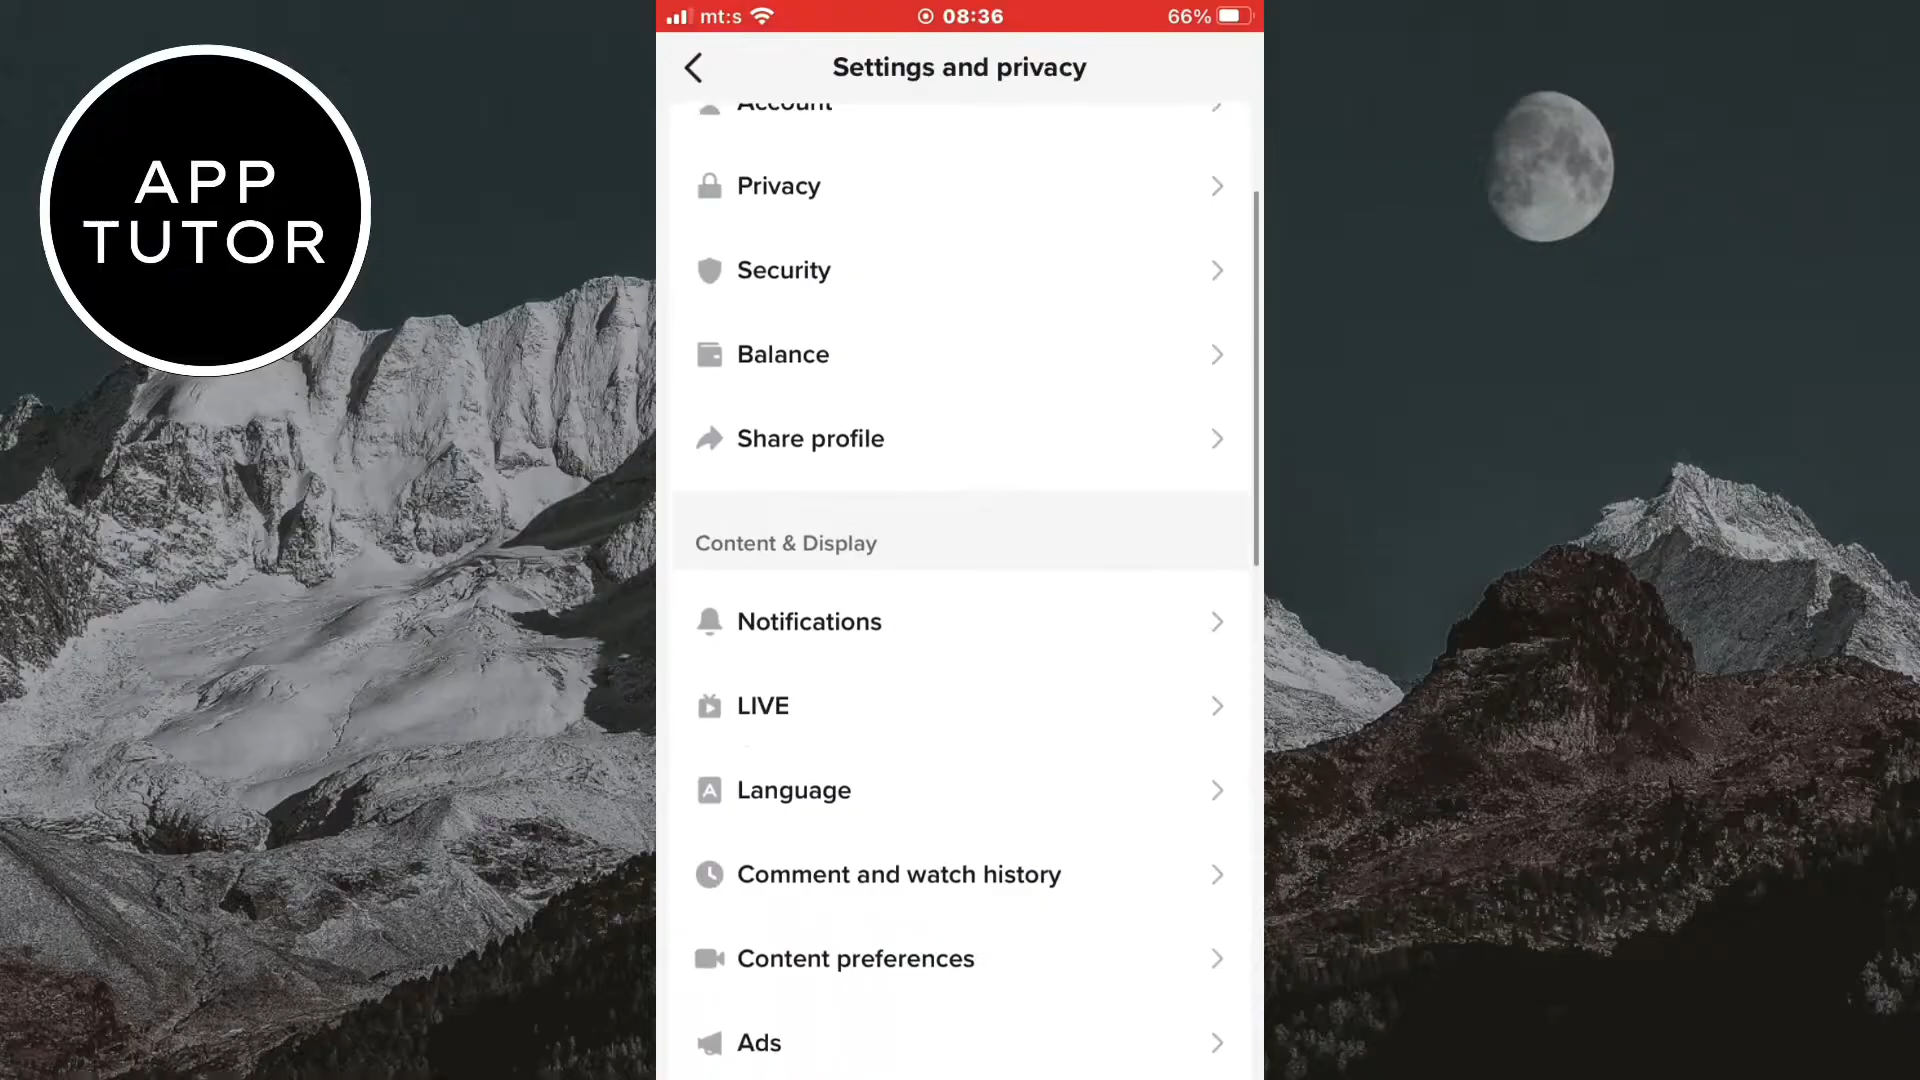 APP
TUTOR
mt:s
08:36
66%
Settings and privacy
Account
Privacy
Security
Balance
Share profile
Content & Display
Notifications
LIVE
Language
Comment and watch history
Content preferences
Ads